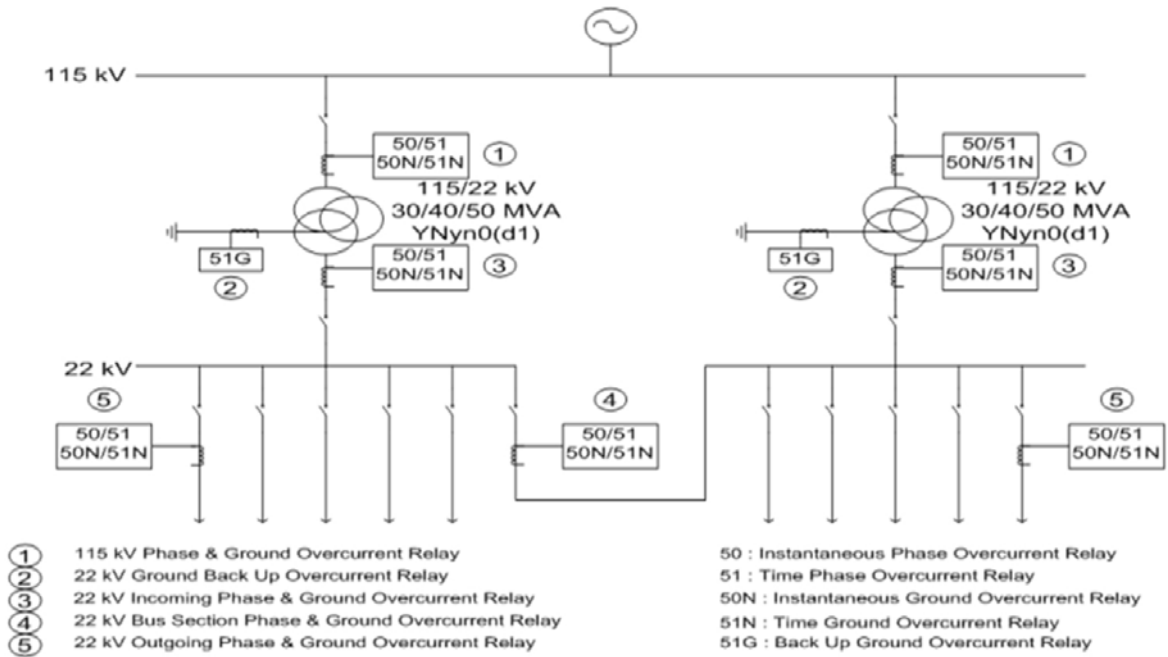 115 kV
50/51
50N/51N
1
115/22 kV
30/40/50 MVA
YNyn0(d1)
51G
2
50/51
50N/51N
3
50/51
50N/51N
1
115/22 kV
30/40/50 MVA
YNyn0(d1)
51G
2
50/51
50N/51N
3
22 kV
5
50/51
50N/51N
4
50/51
50N/51N
5
50/51
50N/51N
1 115 kV Phase & Ground Overcurrent Relay
2 22 kV Ground Back Up Overcurrent Relay
3 22 kV Incoming Phase & Ground Overcurrent Relay
4 22 kV Bus Section Phase & Ground Overcurrent Relay
5 22 kV Outgoing Phase & Ground Overcurrent Relay
50 : Instantaneous Phase Overcurrent Relay
51 : Time Phase Overcurrent Relay
50N : Instantaneous Ground Overcurrent Relay
51N : Time Ground Overcurrent Relay
51G : Back Up Ground Overcurrent Relay